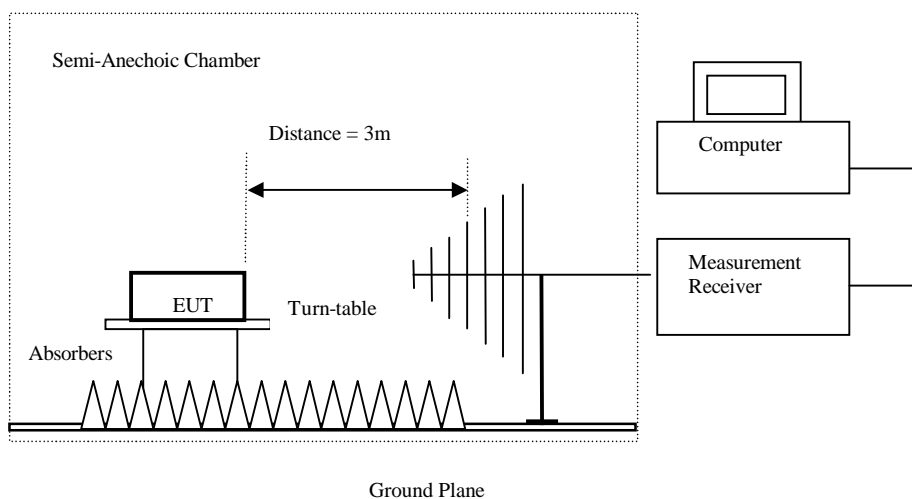 Semi-Anechoic Chamber
Distance = 3m
Computer
Measurement
Receiver
EUT
Turn-table
Absorbers
Ground Plane